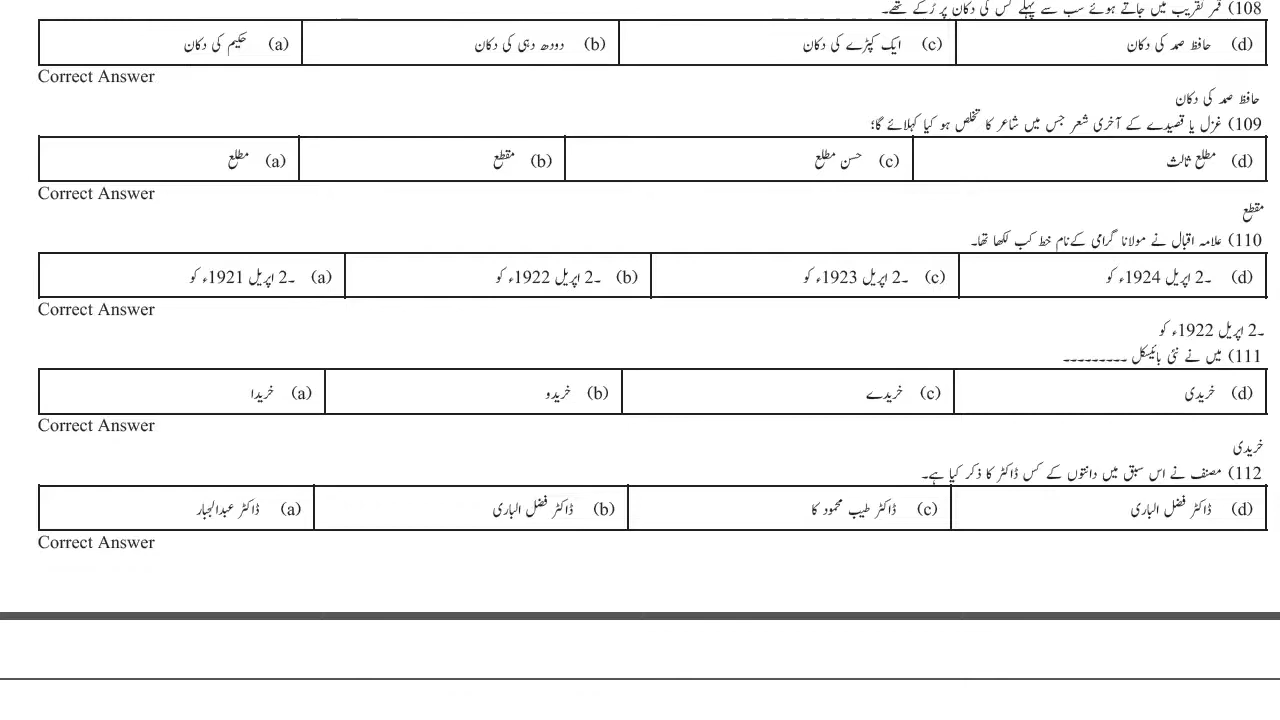 108) قمر تقریب میں جاتے ہوئے سب سے پہلے کس کی دکان پر رُکے تھے۔
(a) حکیم کی دکان (b) دودھ دہی کی دکان (c) ایک کپڑے کی دکان (d) حافظ صمد کی دکان
Correct Answer
حافظ صمد کی دکان
109) غزل یا قصیدے کے آخری شعر جس میں شاعر کا تخلص ہو کیا کہلائے گا؛
(a) مطلع (b) مقطع (c) حسن مطلع (d) مطلع ثالث
Correct Answer
مقطع
110) علامہ اقبال نے مولانا گرامی کےنام خط کب لکھا تھا۔
(a) ۔2 اپریل 1921ء کو (b) ۔2 اپریل 1922ء کو (c) ۔2 اپریل 1923ء کو (d) ۔2 اپریل 1924ء کو
Correct Answer
۔2 اپریل 1922ء کو
111) میں نے نئی بائیسکل ۔۔۔۔۔۔۔۔۔
(a) خریدا (b) خریدو (c) خریدے (d) خریدی
Correct Answer
خریدی
112) مصنف نے اس سبق میں دانتوں کے کس ڈاکٹر کا ذکر کیا ہے۔
(a) ڈاکٹر عبدالجبار (b) ڈاکٹر فضل الباری (c) ڈاکٹر طیب محمود کا (d) ڈاکٹر فضل الباری
Correct Answer